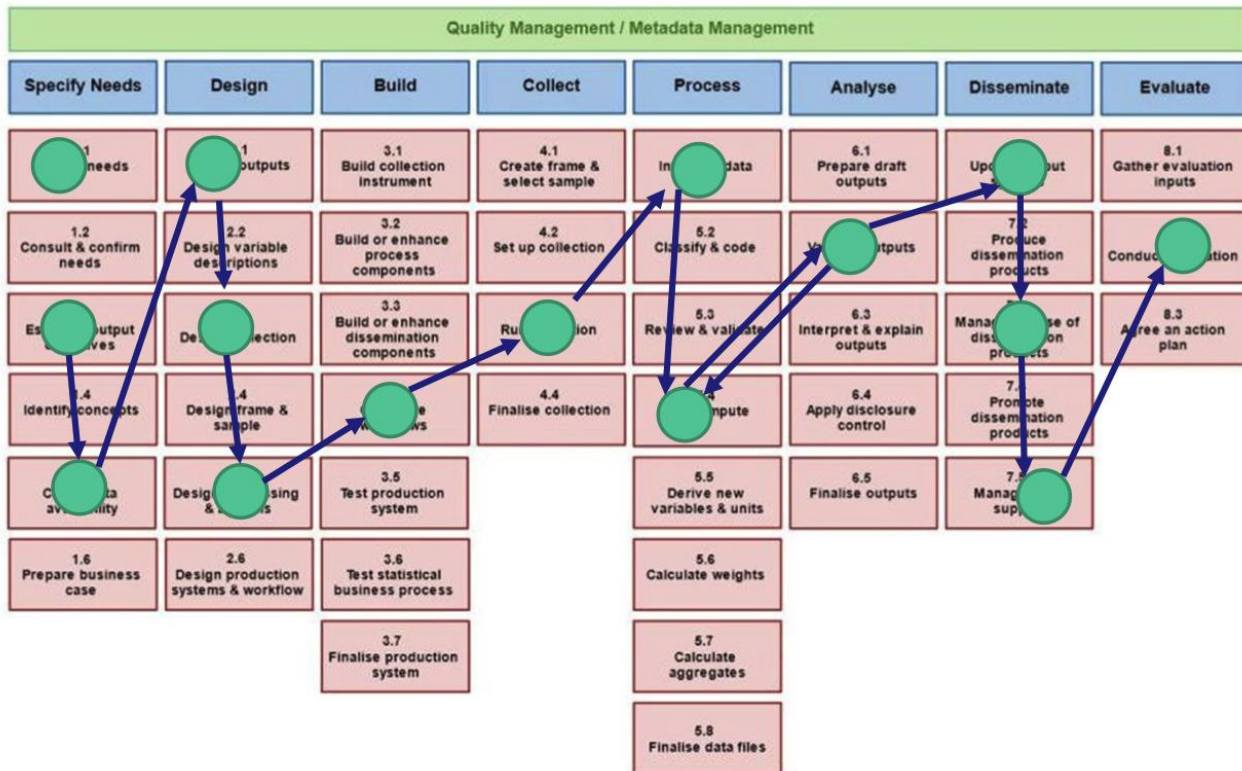 Quality Management / Metadata Management
Specify Needs
Design
Build
Collect
Process
Analyse
Disseminate
Evaluate
needs
1.2
Consult & confirm
needs
output
1.4
Identify concepts
1.6
Prepare business
case
outputs
2.2
Design variable
descriptions
Design frame &
sample
Design
&
2.6
Design production
systems & workflow
3.1
Build collection
instrument
3.2
Build or enhance
process
components
3.3
Build or enhance
dissemination
components
3.5
Test production
system
3.6
Test statistical
business process
3.7
Finalise production
system
4.1
Create frame &
select sample
4.2
Set up collection
4.4
Finalise collection
data
5.2
Classify & code
5.3
Review & validate
5.5
Derive new
variables & units
5.6
Calculate weights
5.7
Calculate
aggregates
5.8
Finalise data files
6.1
Prepare draft
outputs
6.3
Interpret & explain
outputs
6.4
Apply disclosure
control
6.5
Finalise outputs
7.2
Produce
dissemination
products
of
products
Promote
dissemination
products
8.1
Gather evaluation
inputs
8.3
Agree an action
plan